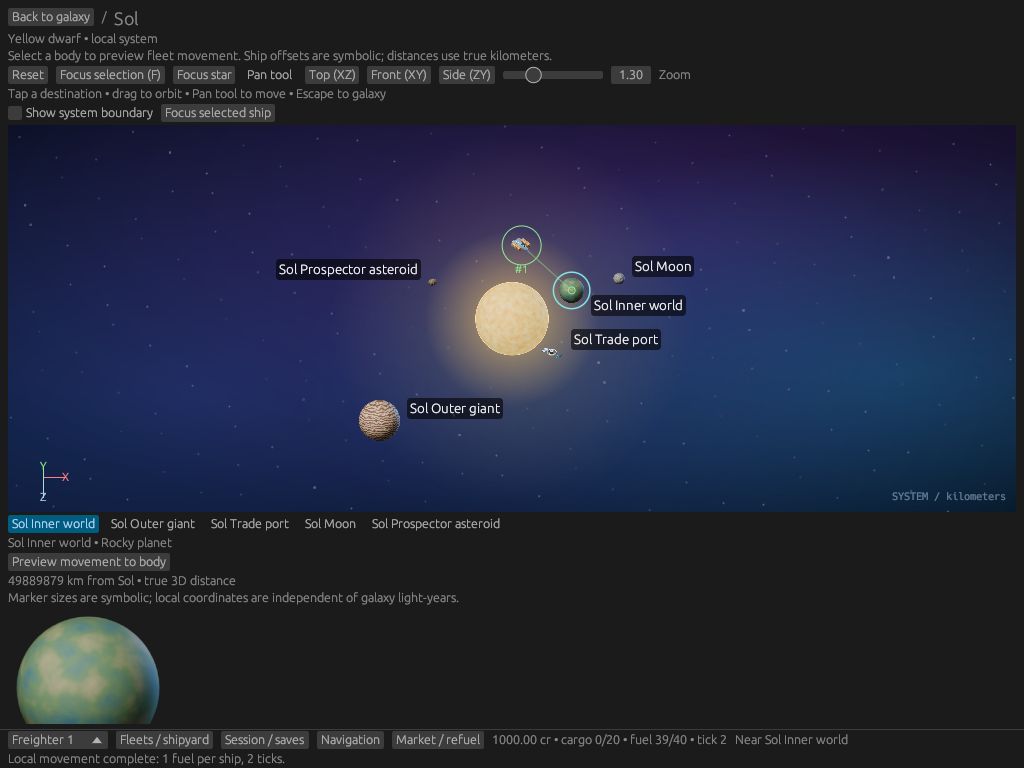 Back to galaxy / Sol
Yellow dwarf • local system
Select a body to preview fleet movement. Ship offsets are symbolic; distances use true kilometers.
Reset Focus selection (F) Focus star Pan tool Top (XZ) Front (XY) Side (ZY) 1.30 Zoom
Tap a destination • drag to orbit • Pan tool to move • Escape to galaxy
Show system boundary Focus selected ship
Sol Prospector asteroid
#1
Sol Moon
Sol Inner world
Sol Trade port
Sol Outer giant
Y
X
Z
SYSTEM / kilometers
Sol Inner world Sol Outer giant Sol Trade port Sol Moon Sol Prospector asteroid
Sol Inner world • Rocky planet
Preview movement to body
49889879 km from Sol • true 3D distance
Marker sizes are symbolic; local coordinates are independent of galaxy light-years.
Freighter 1 Fleets / shipyard Session / saves Navigation Market / refuel 1000.00 cr • cargo 0/20 • fuel 39/40 • tick 2 Near Sol Inner world
Local movement complete: 1 fuel per ship, 2 ticks.